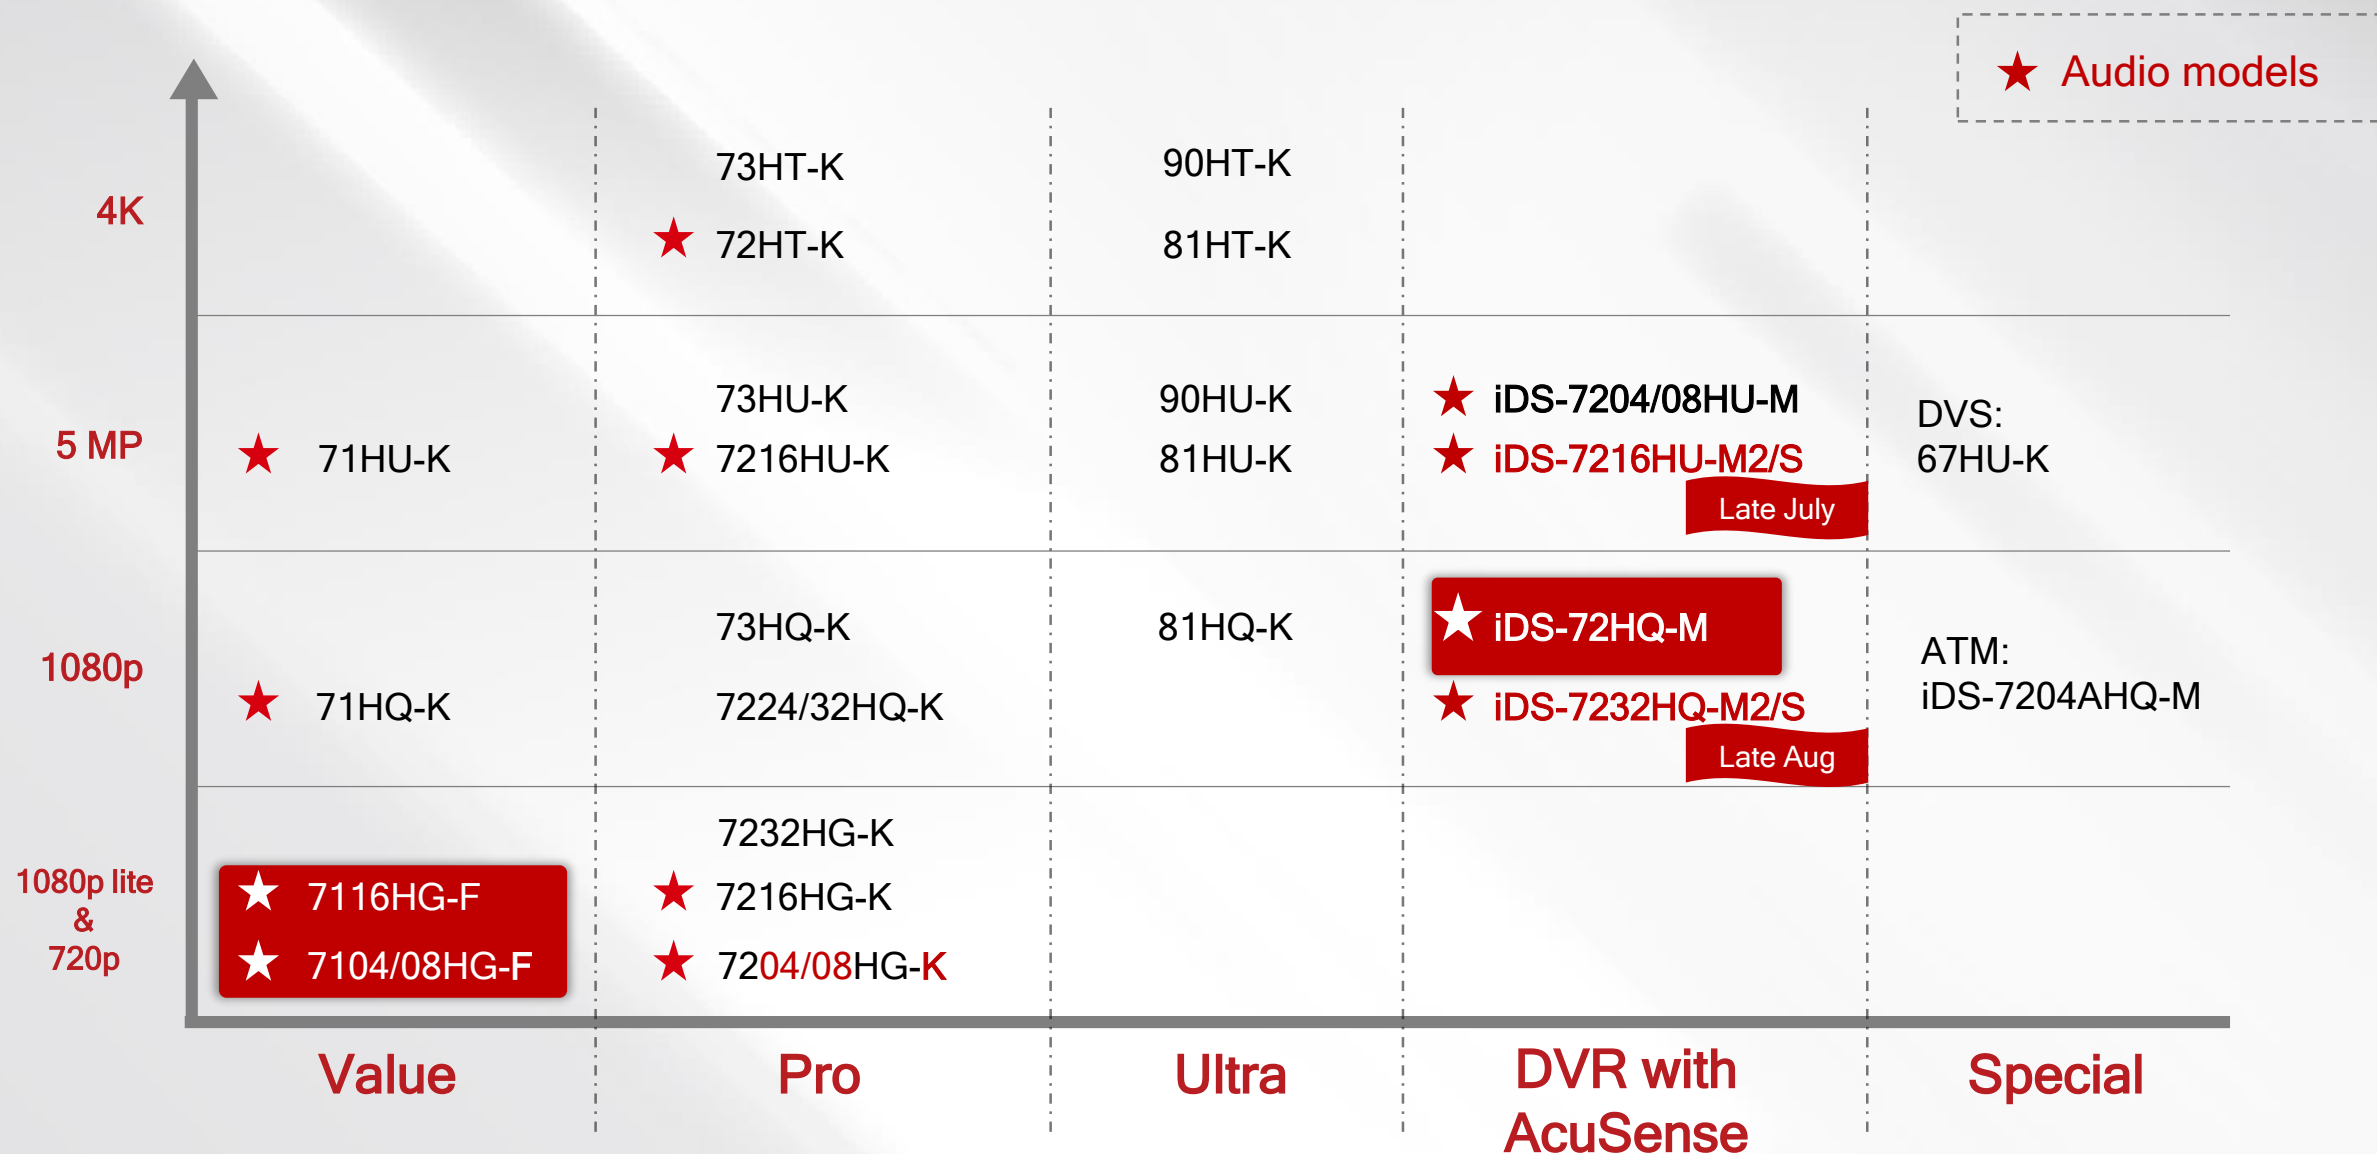 Audio models
4K
73HT-K
90HT-K
72HT-K
81HT-K
5 MP
71HU-K
73HU-K
7216HU-K
90HU-K
81HU-K
iDS-7204/08HU-M
iDS-7216HU-M2/S
Late July
DVS:
67HU-K
1080p
71HQ-K
73HQ-K
7224/32HQ-K
81HQ-K
iDS-72HQ-M
iDS-7232HQ-M2/S
Late Aug
ATM:
iDS-7204AHQ-M
1080p lite
&
720p
7116HG-F
7104/08HG-F
7232HG-K
7216HG-K
7204/08HG-K
Value
Pro
Ultra
DVR with
AcuSense
Special